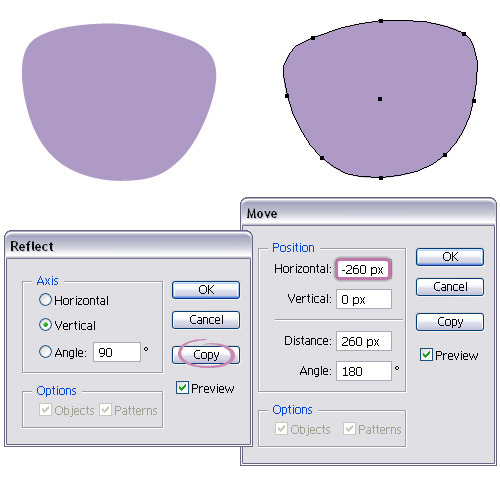 Reflect
Axis
Horizontal
Vertical
Angle: 90 °
OK
Cancel
Copy
Preview
Options
Objects Patterns
Move
Position
Horizontal: -260 px
Vertical: 0 px
Distance: 260 px
Angle: 180 °
OK
Cancel
Copy
Preview
Options
Objects Patterns